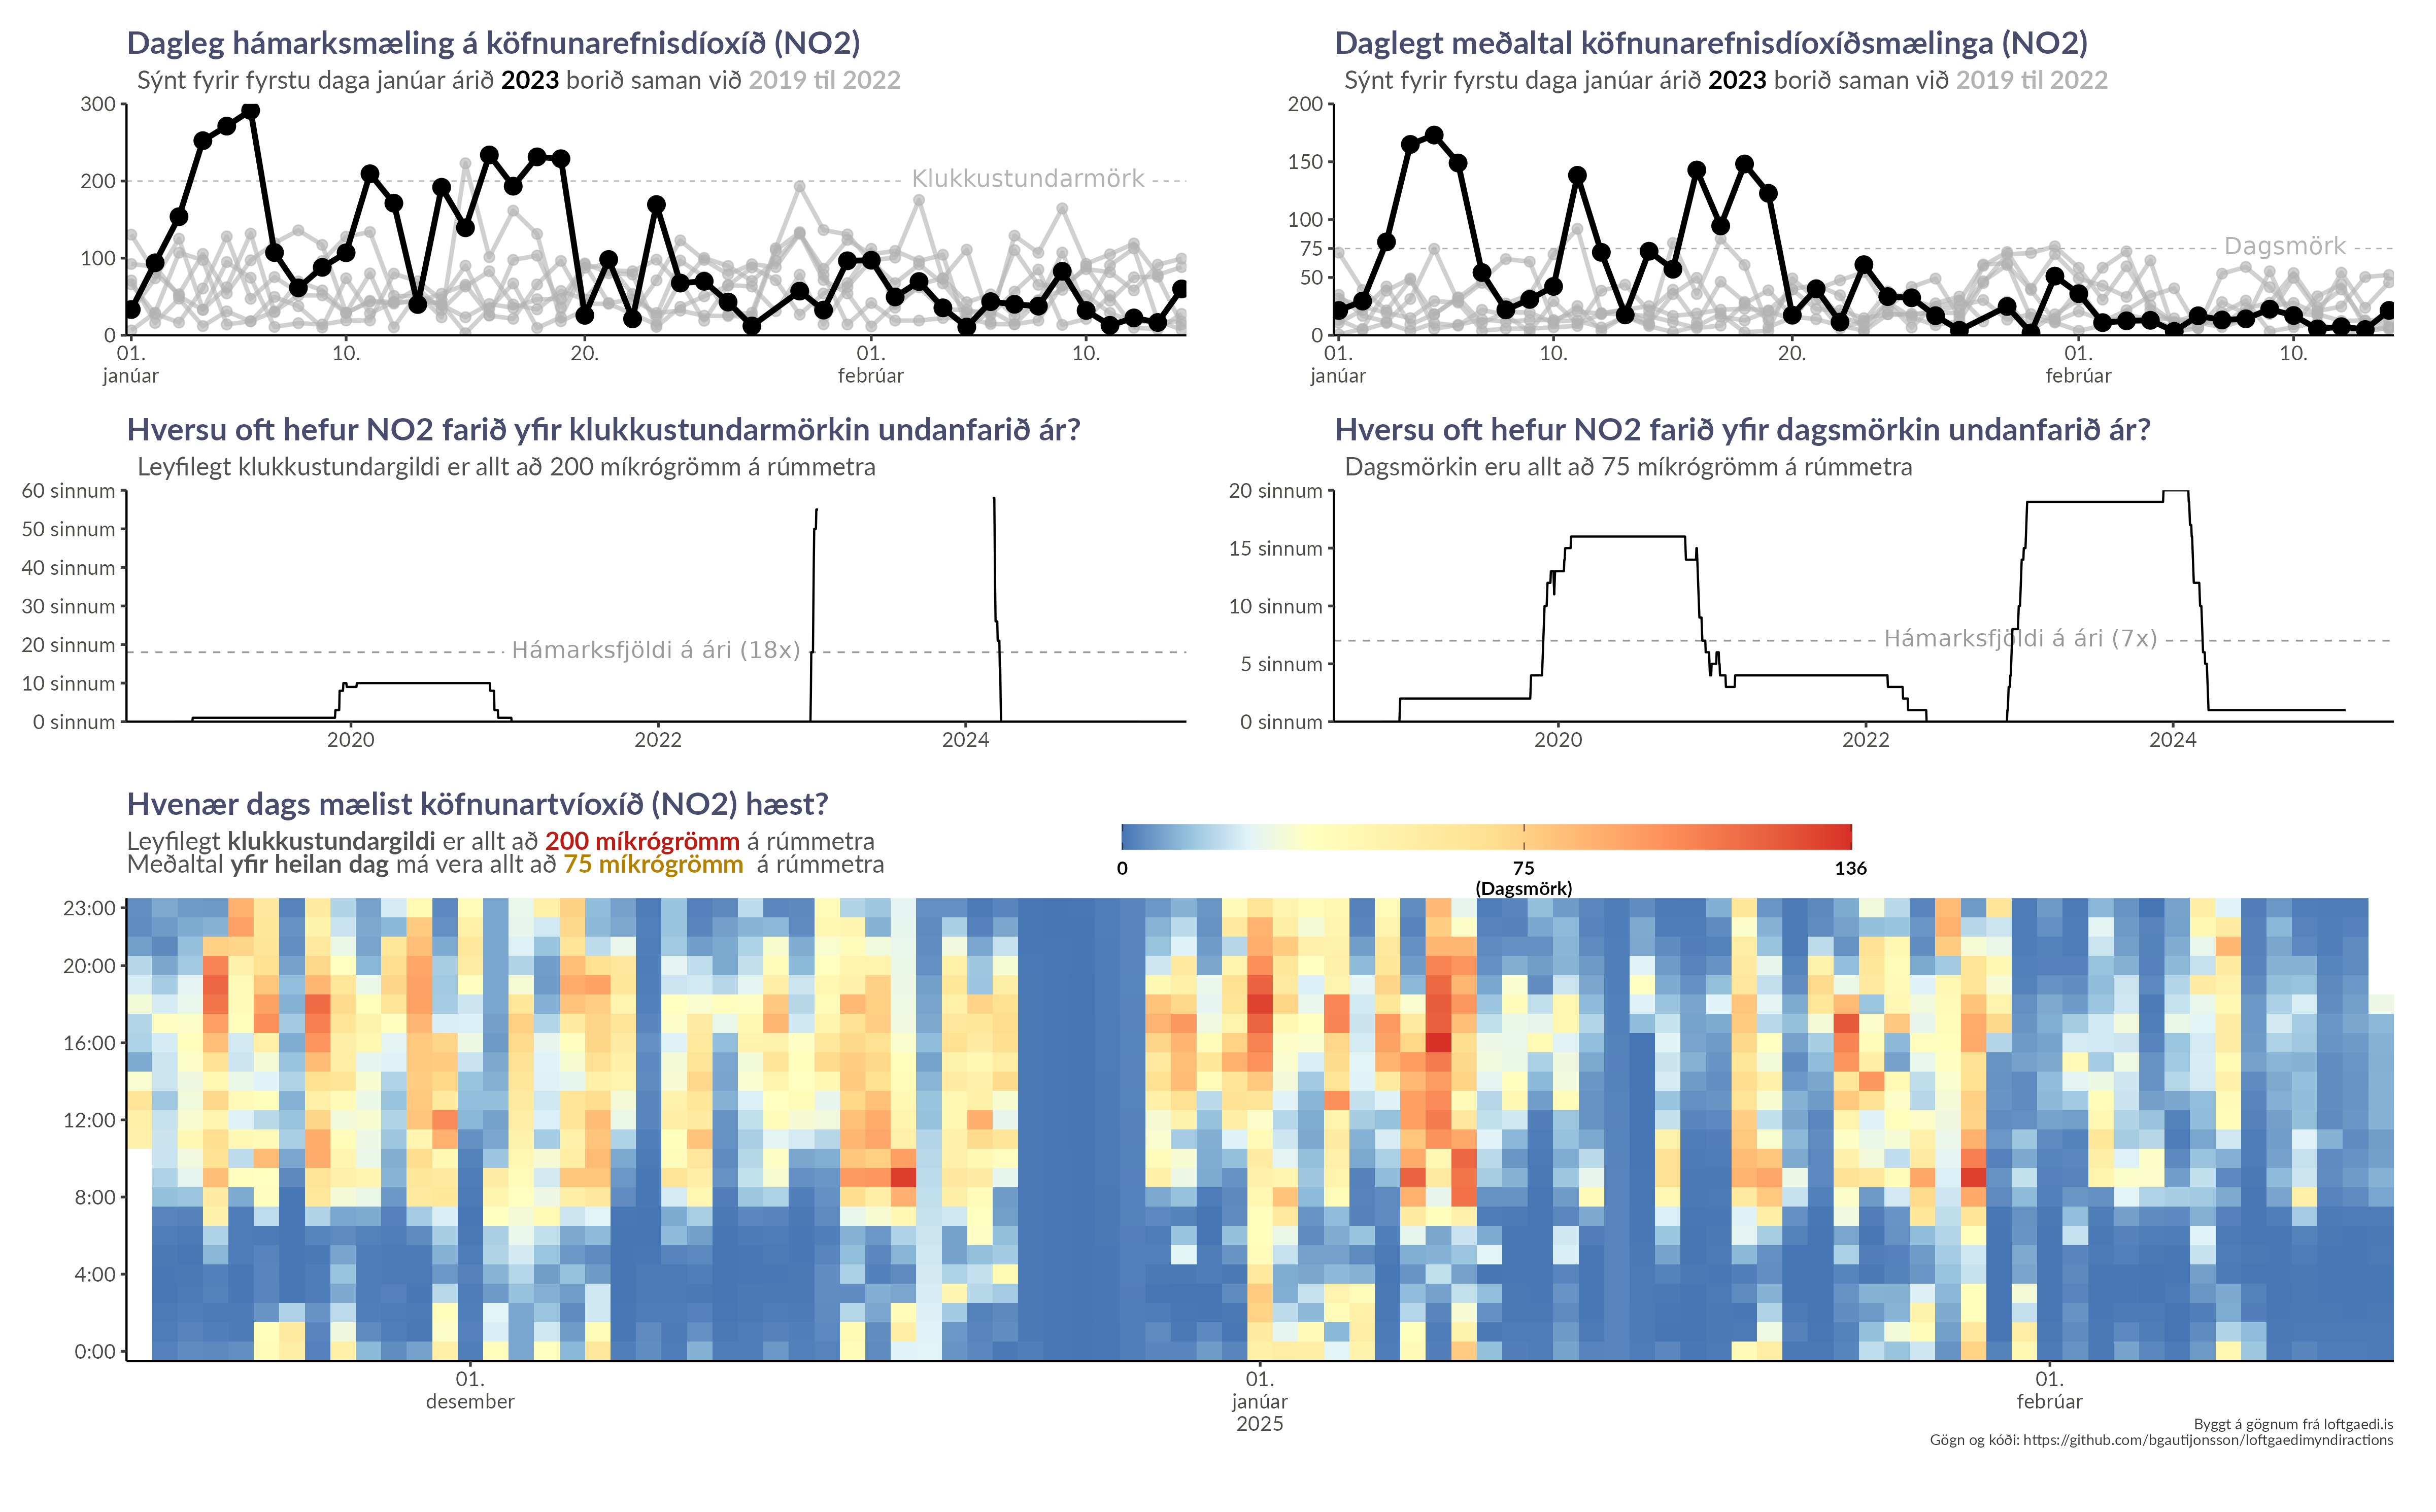 Dagleg hámarksmæling á köfnunarefnisdíoxíð (NO2)
Sýnt fyrir fyrstu daga janúar árið 2023 borið saman við 2019 til 2022
300
200
100
0
Klukkustundarmörk
01.
janúar
10.
20.
01.
febrúar
10.
Daglegt meðaltal köfnunarefnisdíoxíðsmælinga (NO2)
Sýnt fyrir fyrstu daga janúar árið 2023 borið saman við 2019 til 2022
200
150
100
75
50
0
Dagsmörk
01.
janúar
10.
20.
01.
febrúar
10.
Hversu oft hefur NO2 farið yfir klukkustundarmörkin undanfarið ár?
Leyfilegt klukkustundargildi er allt að 200 míkrógrömm á rúmmetra
60 sinnum
50 sinnum
40 sinnum
30 sinnum
20 sinnum
10 sinnum
0 sinnum
Hámarksfjöldi á ári (18x)
2020
2022
2024
Hversu oft hefur NO2 farið yfir dagsmörkin undanfarið ár?
Dagsmörkin eru allt að 75 míkrógrömm á rúmmetra
20 sinnum
15 sinnum
10 sinnum
5 sinnum
0 sinnum
Hámarksfjöldi á ári (7x)
2020
2022
2024
Hvenær dags mælist köfnunartvíoxíð (NO2) hæst?
Leyfilegt klukkustundargildi er allt að 200 míkrógrömm á rúmmetra
Meðaltal yfir heilan dag má vera allt að 75 míkrógrömm á rúmmetra
0
75
(Dagsmörk)
136
23:00
20:00
16:00
12:00
8:00
4:00
0:00
01.
desember
01.
janúar
2025
01.
febrúar
Byggt á gögnum frá loftgaedi.is
Gögn og kóði: https://github.com/bgautijonsson/loftgaedimyndiractions